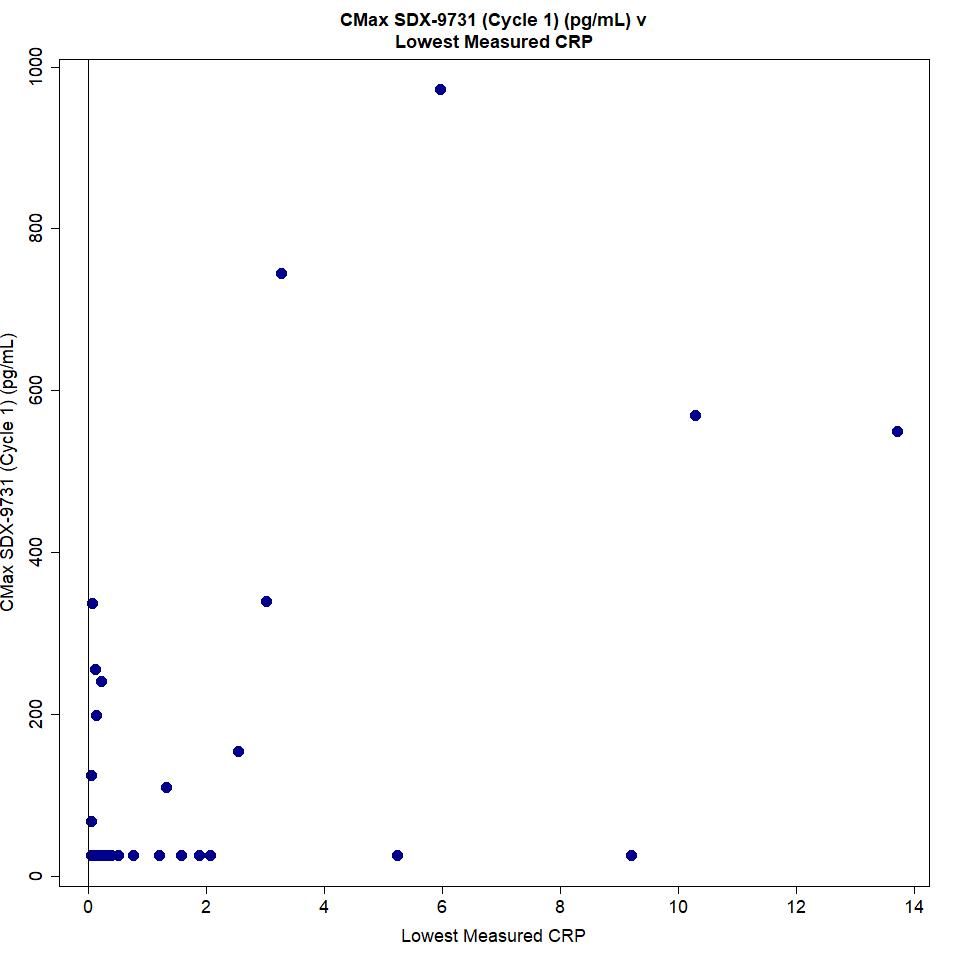 CMax SDX-9731 (Cycle 1) (pg/mL) v
Lowest Measured CRP
CMax SDX-9731 (Cycle 1) (pg/mL)
1000
800
600
400
200
0
0 2 4 6 8 10 12 14
Lowest Measured CRP